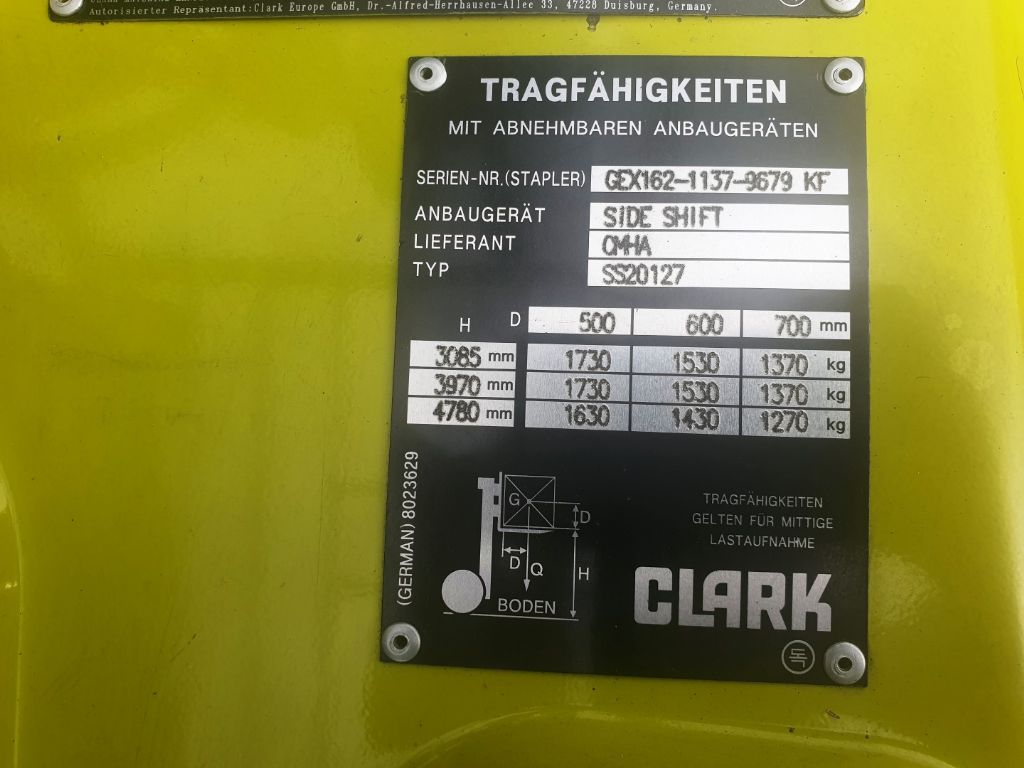 Autorisierter Repräsentant:Clark Europe GmbH, Dr.-Alfred-Herrhausen-Allee 33, 47228 Duisburg, Germany.
TRAGFÄHIGKEITEN
MIT ABNEHMBAREN ANBAUGERÄTEN
SERIEN-NR.(STAPLER) GEX162-1137-9679 KF
ANBAUGERÄT SIDE SHIFT
LIEFERANT CMHA
TYP SS20127
H D 500 600 700 mm
3085 mm 1730 1530 1370 kg
3970 mm 1730 1530 1370 kg
4780 mm 1630 1430 1270 kg
(GERMAN) 8023629
G
D
D
Q
H
BODEN
TRAGFÄHIGKEITEN
GELTEN FÜR MITTIGE
LASTAUFNAHME
CLARK
독